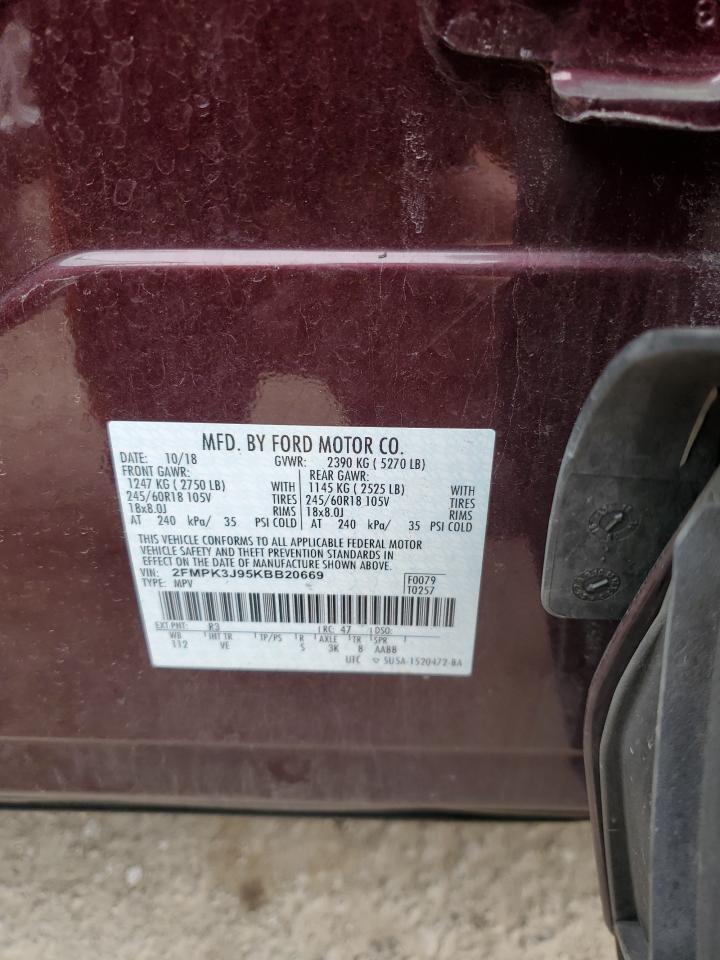 MFD. BY FORD MOTOR CO.
DATE: 10/18 GVWR: 2390 KG ( 5270 LB)
FRONT GAWR: REAR GAWR:
1247 KG ( 2750 LB) WITH 1145 KG ( 2525 LB) WITH
245/60R18 105V TIRES 245/60R18 105V TIRES
18x8.0J RIMS 18x8.0J RIMS
AT 240 kPa/ 35 PSI COLD AT 240 kPa/ 35 PSI COLD
THIS VEHICLE CONFORMS TO ALL APPLICABLE FEDERAL MOTOR
VEHICLE SAFETY AND THEFT PREVENTION STANDARDS IN
EFFECT ON THE DATE OF MANUFACTURE SHOWN ABOVE.
VIN: 2FMPK3J95KBB20669 F0079
TYPE: MPV T0257
EXT PNT: R3 RC: 47 DSO:
WB INT TR TP/PS R AXLE TR SPR
112 VE S 3K 8 AABB
UTC 5U5A-1520472-BA